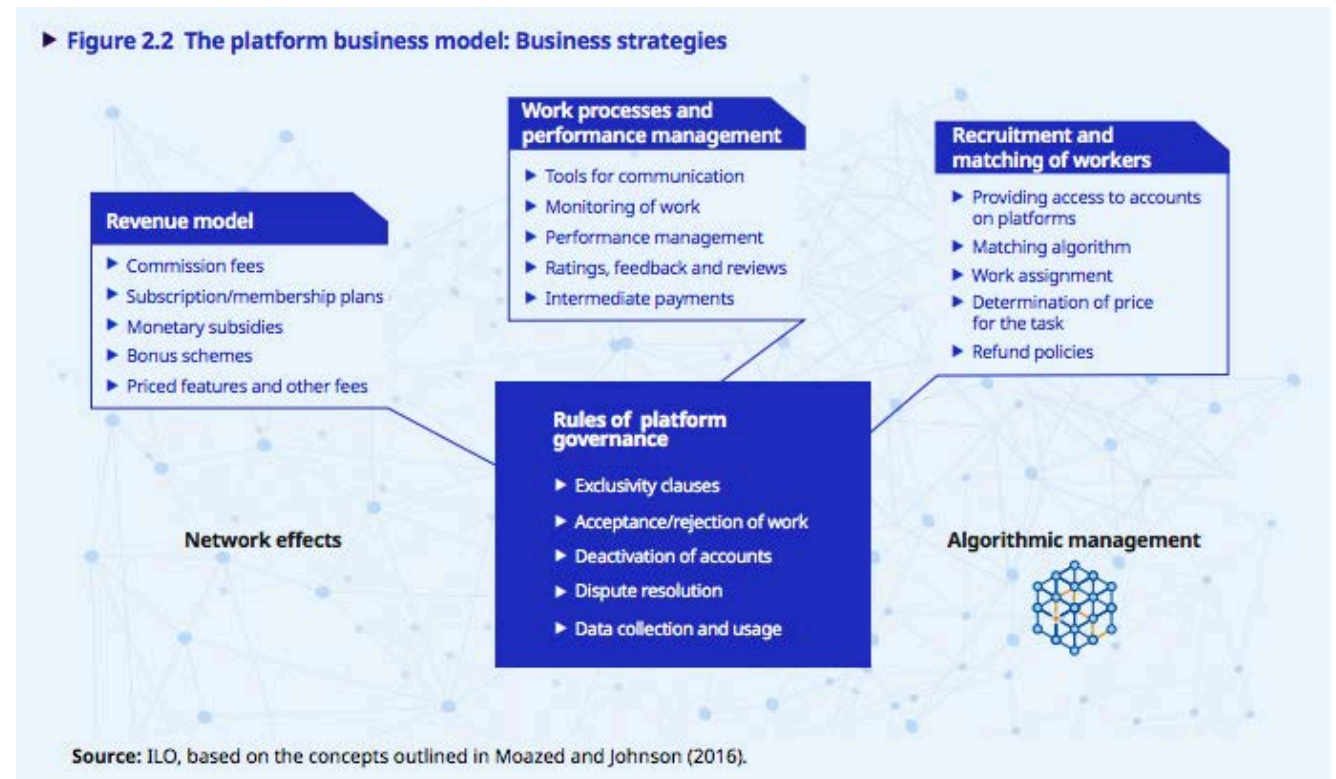 ▶ Figure 2.2 The platform business model: Business strategies
Revenue model
▶ Commission fees
▶ Subscription/membership plans
▶ Monetary subsidies
▶ Bonus schemes
▶ Priced features and other fees
Work processes and
performance management
▶ Tools for communication
▶ Monitoring of work
▶ Performance management
▶ Ratings, feedback and reviews
▶ Intermediate payments
Recruitment and
matching of workers
▶ Providing access to accounts
on platforms
▶ Matching algorithm
▶ Work assignment
▶ Determination of price
for the task
▶ Refund policies
Rules of platform
governance
▶ Exclusivity clauses
▶ Acceptance/rejection of work
▶ Deactivation of accounts
▶ Dispute resolution
▶ Data collection and usage
Network effects
Algorithmic management
Source: ILO, based on the concepts outlined in Moazed and Johnson (2016).